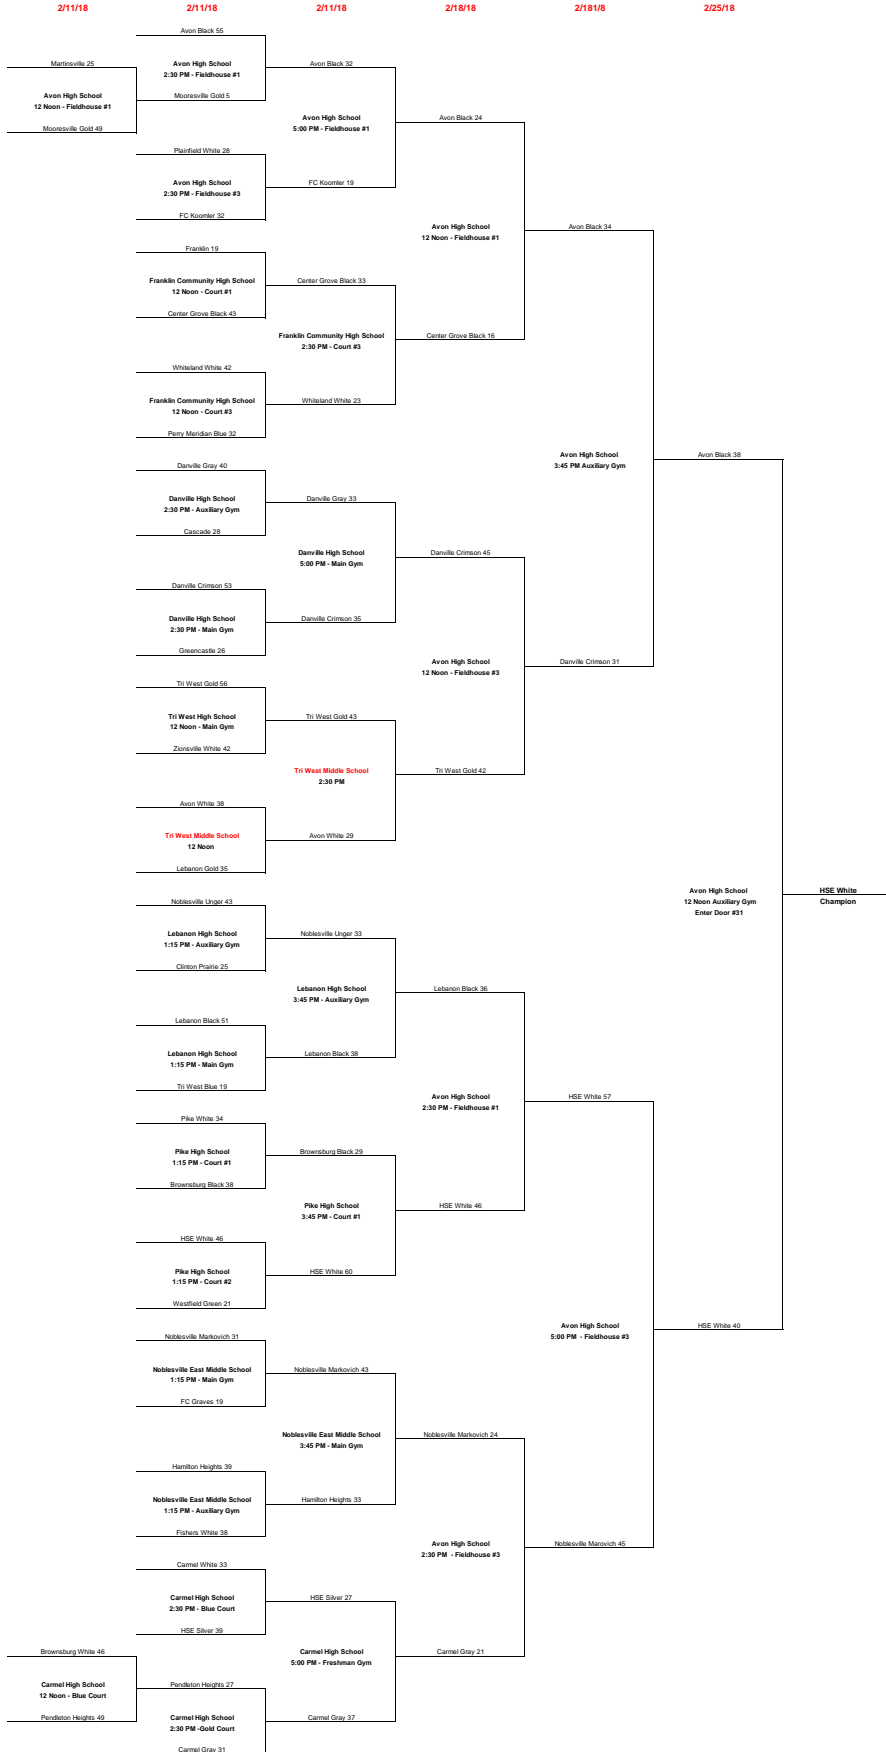 2/11/18 2/11/18 2/11/18 2/18/18 2/181/8 2/25/18
Avon Black 55
Martinsville 25
Avon High School
2:30 PM - Fieldhouse #1
Avon Black 32
Avon High School
12 Noon - Fieldhouse #1
Mooresville Gold 5
Mooresville Gold 49
Avon High School
5:00 PM - Fieldhouse #1
Avon Black 24
Plainfield White 28
Avon High School
2:30 PM - Fieldhouse #3
FC Koomler 19
FC Koomler 32
Avon High School
12 Noon - Fieldhouse #1
Avon Black 34
Franklin 19
Franklin Community High School
12 Noon - Court #1
Center Grove Black 33
Center Grove Black 43
Franklin Community High School
2:30 PM - Court #3
Center Grove Black 16
Whiteland White 42
Franklin Community High School
12 Noon - Court #3
Whiteland White 23
Perry Meridian Blue 32
Avon High School
3:45 PM Auxiliary Gym
Avon Black 38
Danville Gray 40
Danville High School
2:30 PM - Auxiliary Gym
Danville Gray 33
Cascade 28
Danville High School
5:00 PM - Main Gym
Danville Crimson 45
Danville Crimson 53
Danville High School
2:30 PM - Main Gym
Danville Crimson 35
Greencastle 26
Avon High School
12 Noon - Fieldhouse #3
Danville Crimson 31
Tri West Gold 56
Tri West High School
12 Noon - Main Gym
Tri West Gold 43
Zionsville White 42
Tri West Middle School
2:30 PM
Tri West Gold 42
Avon White 38
Tri West Middle School
12 Noon
Avon White 29
Lebanon Gold 35
Avon High School
12 Noon Auxiliary Gym
Enter Door #31
HSE White
Champion
Noblesville Unger 43
Lebanon High School
1:15 PM - Auxiliary Gym
Noblesville Unger 33
Clinton Prairie 25
Lebanon High School
3:45 PM - Auxiliary Gym
Lebanon Black 36
Lebanon Black 51
Lebanon High School
1:15 PM - Main Gym
Lebanon Black 38
Tri West Blue 19
Avon High School
2:30 PM - Fieldhouse #1
HSE White 57
Pike White 34
Pike High School
1:15 PM - Court #1
Brownsburg Black 29
Brownsburg Black 38
Pike High School
3:45 PM - Court #1
HSE White 46
HSE White 46
Pike High School
1:15 PM - Court #2
HSE White 60
Westfield Green 21
Avon High School
5:00 PM - Fieldhouse #3
HSE White 40
Noblesville Markovich 31
Noblesville East Middle School
1:15 PM - Main Gym
Noblesville Markovich 43
FC Graves 19
Noblesville East Middle School
3:45 PM - Main Gym
Noblesville Markovich 24
Hamilton Heights 39
Noblesville East Middle School
1:15 PM - Auxiliary Gym
Hamilton Heights 33
Fishers White 38
Avon High School
2:30 PM - Fieldhouse #3
Noblesville Marovich 45
Carmel White 33
Carmel High School
2:30 PM - Blue Court
HSE Silver 27
HSE Silver 39
Carmel High School
5:00 PM - Freshman Gym
Carmel Gray 21
Brownsburg White 46
Carmel High School
12 Noon - Blue Court
Pendleton Heights 27
Pendleton Heights 49
Carmel High School
2:30 PM -Gold Court
Carmel Gray 37
Carmel Gray 31